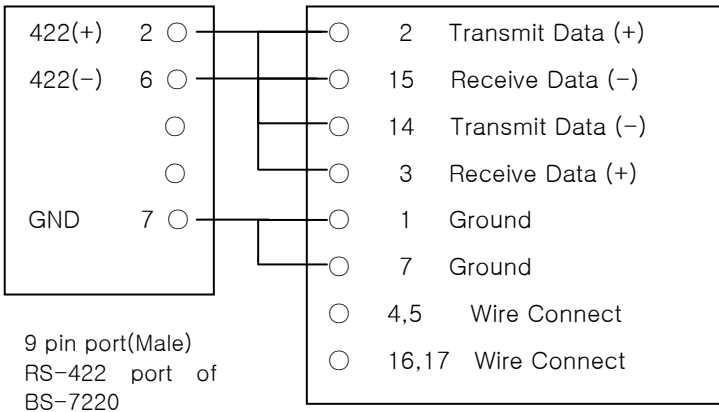 422(+) 2 2 Transmit Data (+)
422(-) 6 15 Receive Data (-)
14 Transmit Data (-)
3 Receive Data (+)
GND 7 1 Ground
7 Ground
4,5 Wire Connect
16,17 Wire Connect
9 pin port(Male)
RS-422 port of
BS-7220